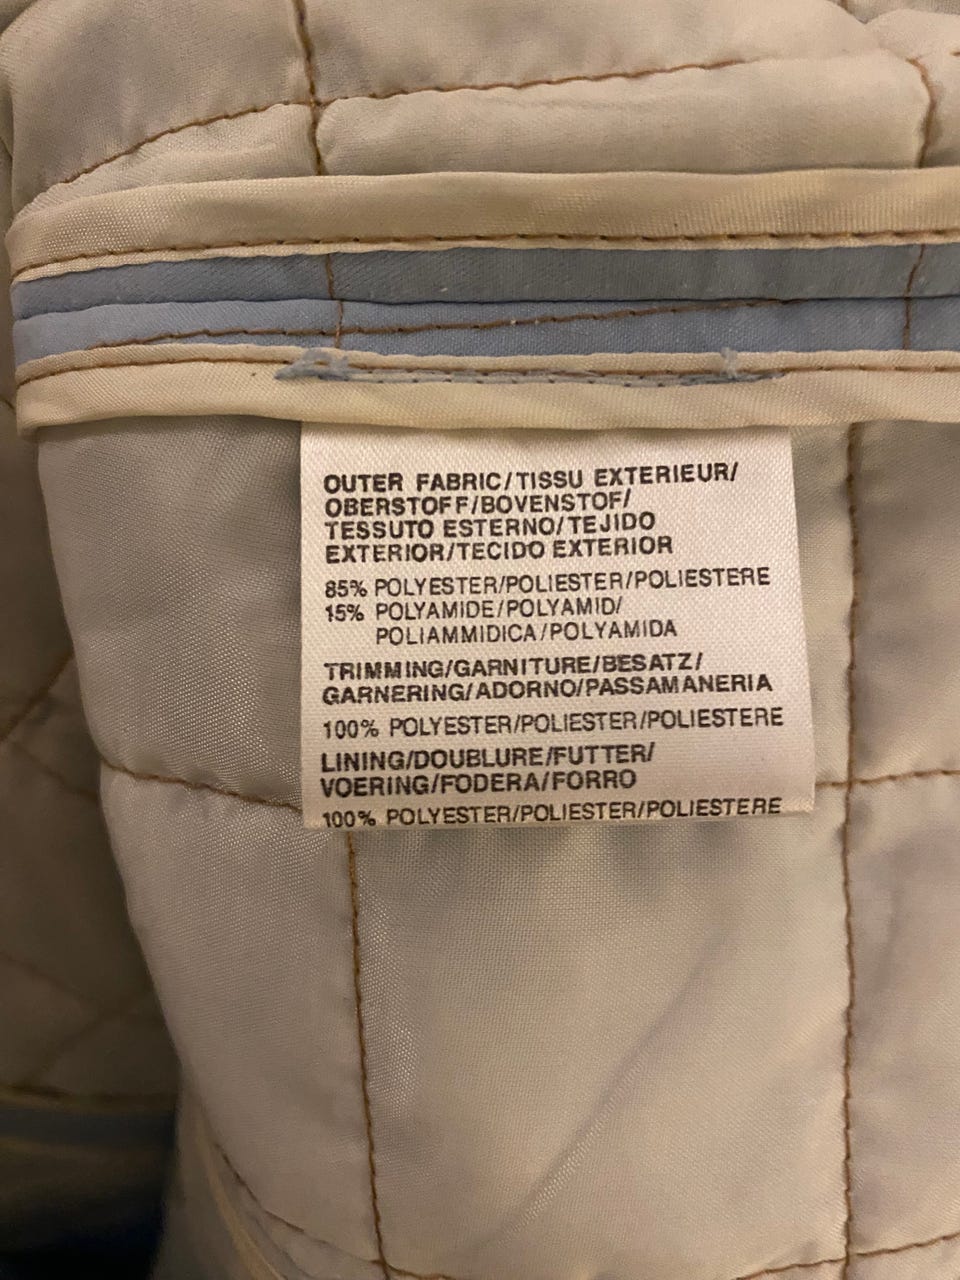 OUTER FABRIC/TISSU EXTERIEUR/
OBERSTOFF/BOVENSTOF/
TESSUTO ESTERNO/TEJIDO
EXTERIOR/TECIDO EXTERIOR
85% POLYESTER/POLIESTER/POLIESTERE
15% POLYAMIDE/POLYAMID/
POLIAMMIDICA/POLYAMIDA
TRIMMING/GARNITURE/BESATZ/
GARNERING/ADORNO/PASSAMANERIA
100% POLYESTER/POLIESTER/POLIESTERE
LINING/DOUBLURE/FUTTER/
VOERING/FODERA/FORRO
100% POLYESTER/POLIESTER/POLIESTERE